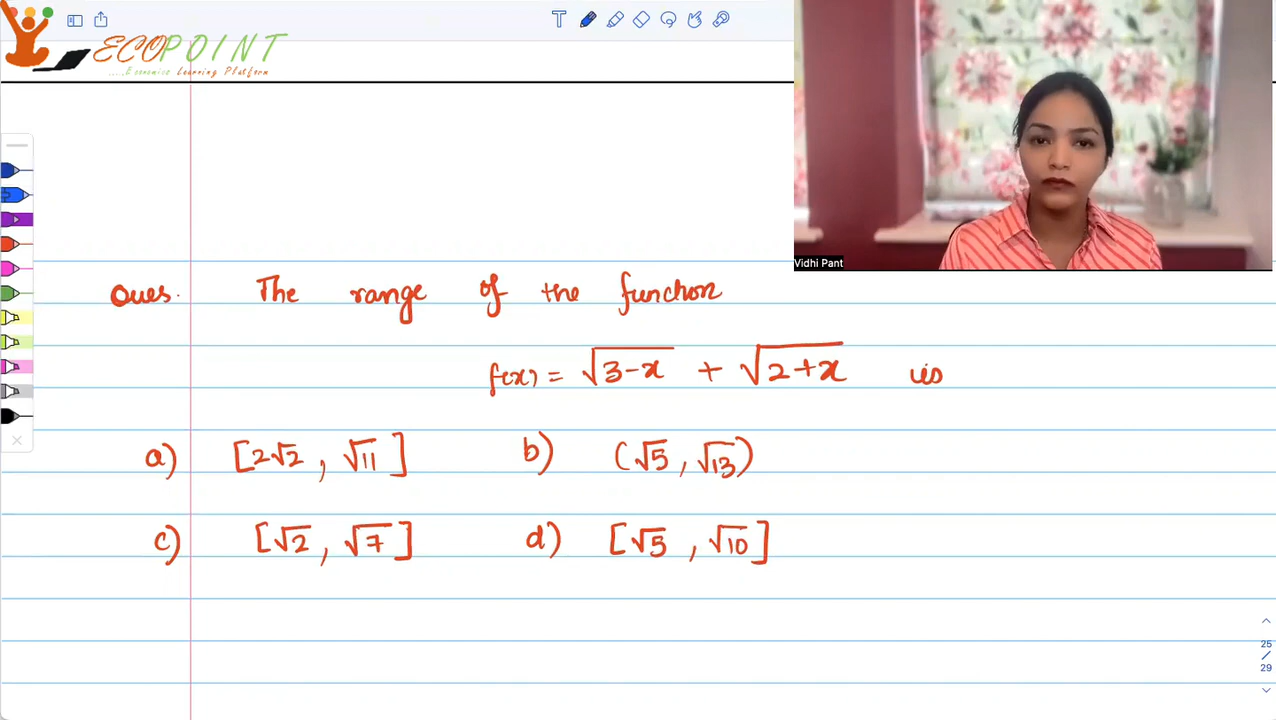 ECOPOINT
....Economics Learning Platform
Vidhi Pant
Ques. The range of the function
f(x) = √3-x + √2+x is
a) [2√2, √11] b) (√5, √13)
c) [√2, √7] d) [√5, √10]
25
/
29